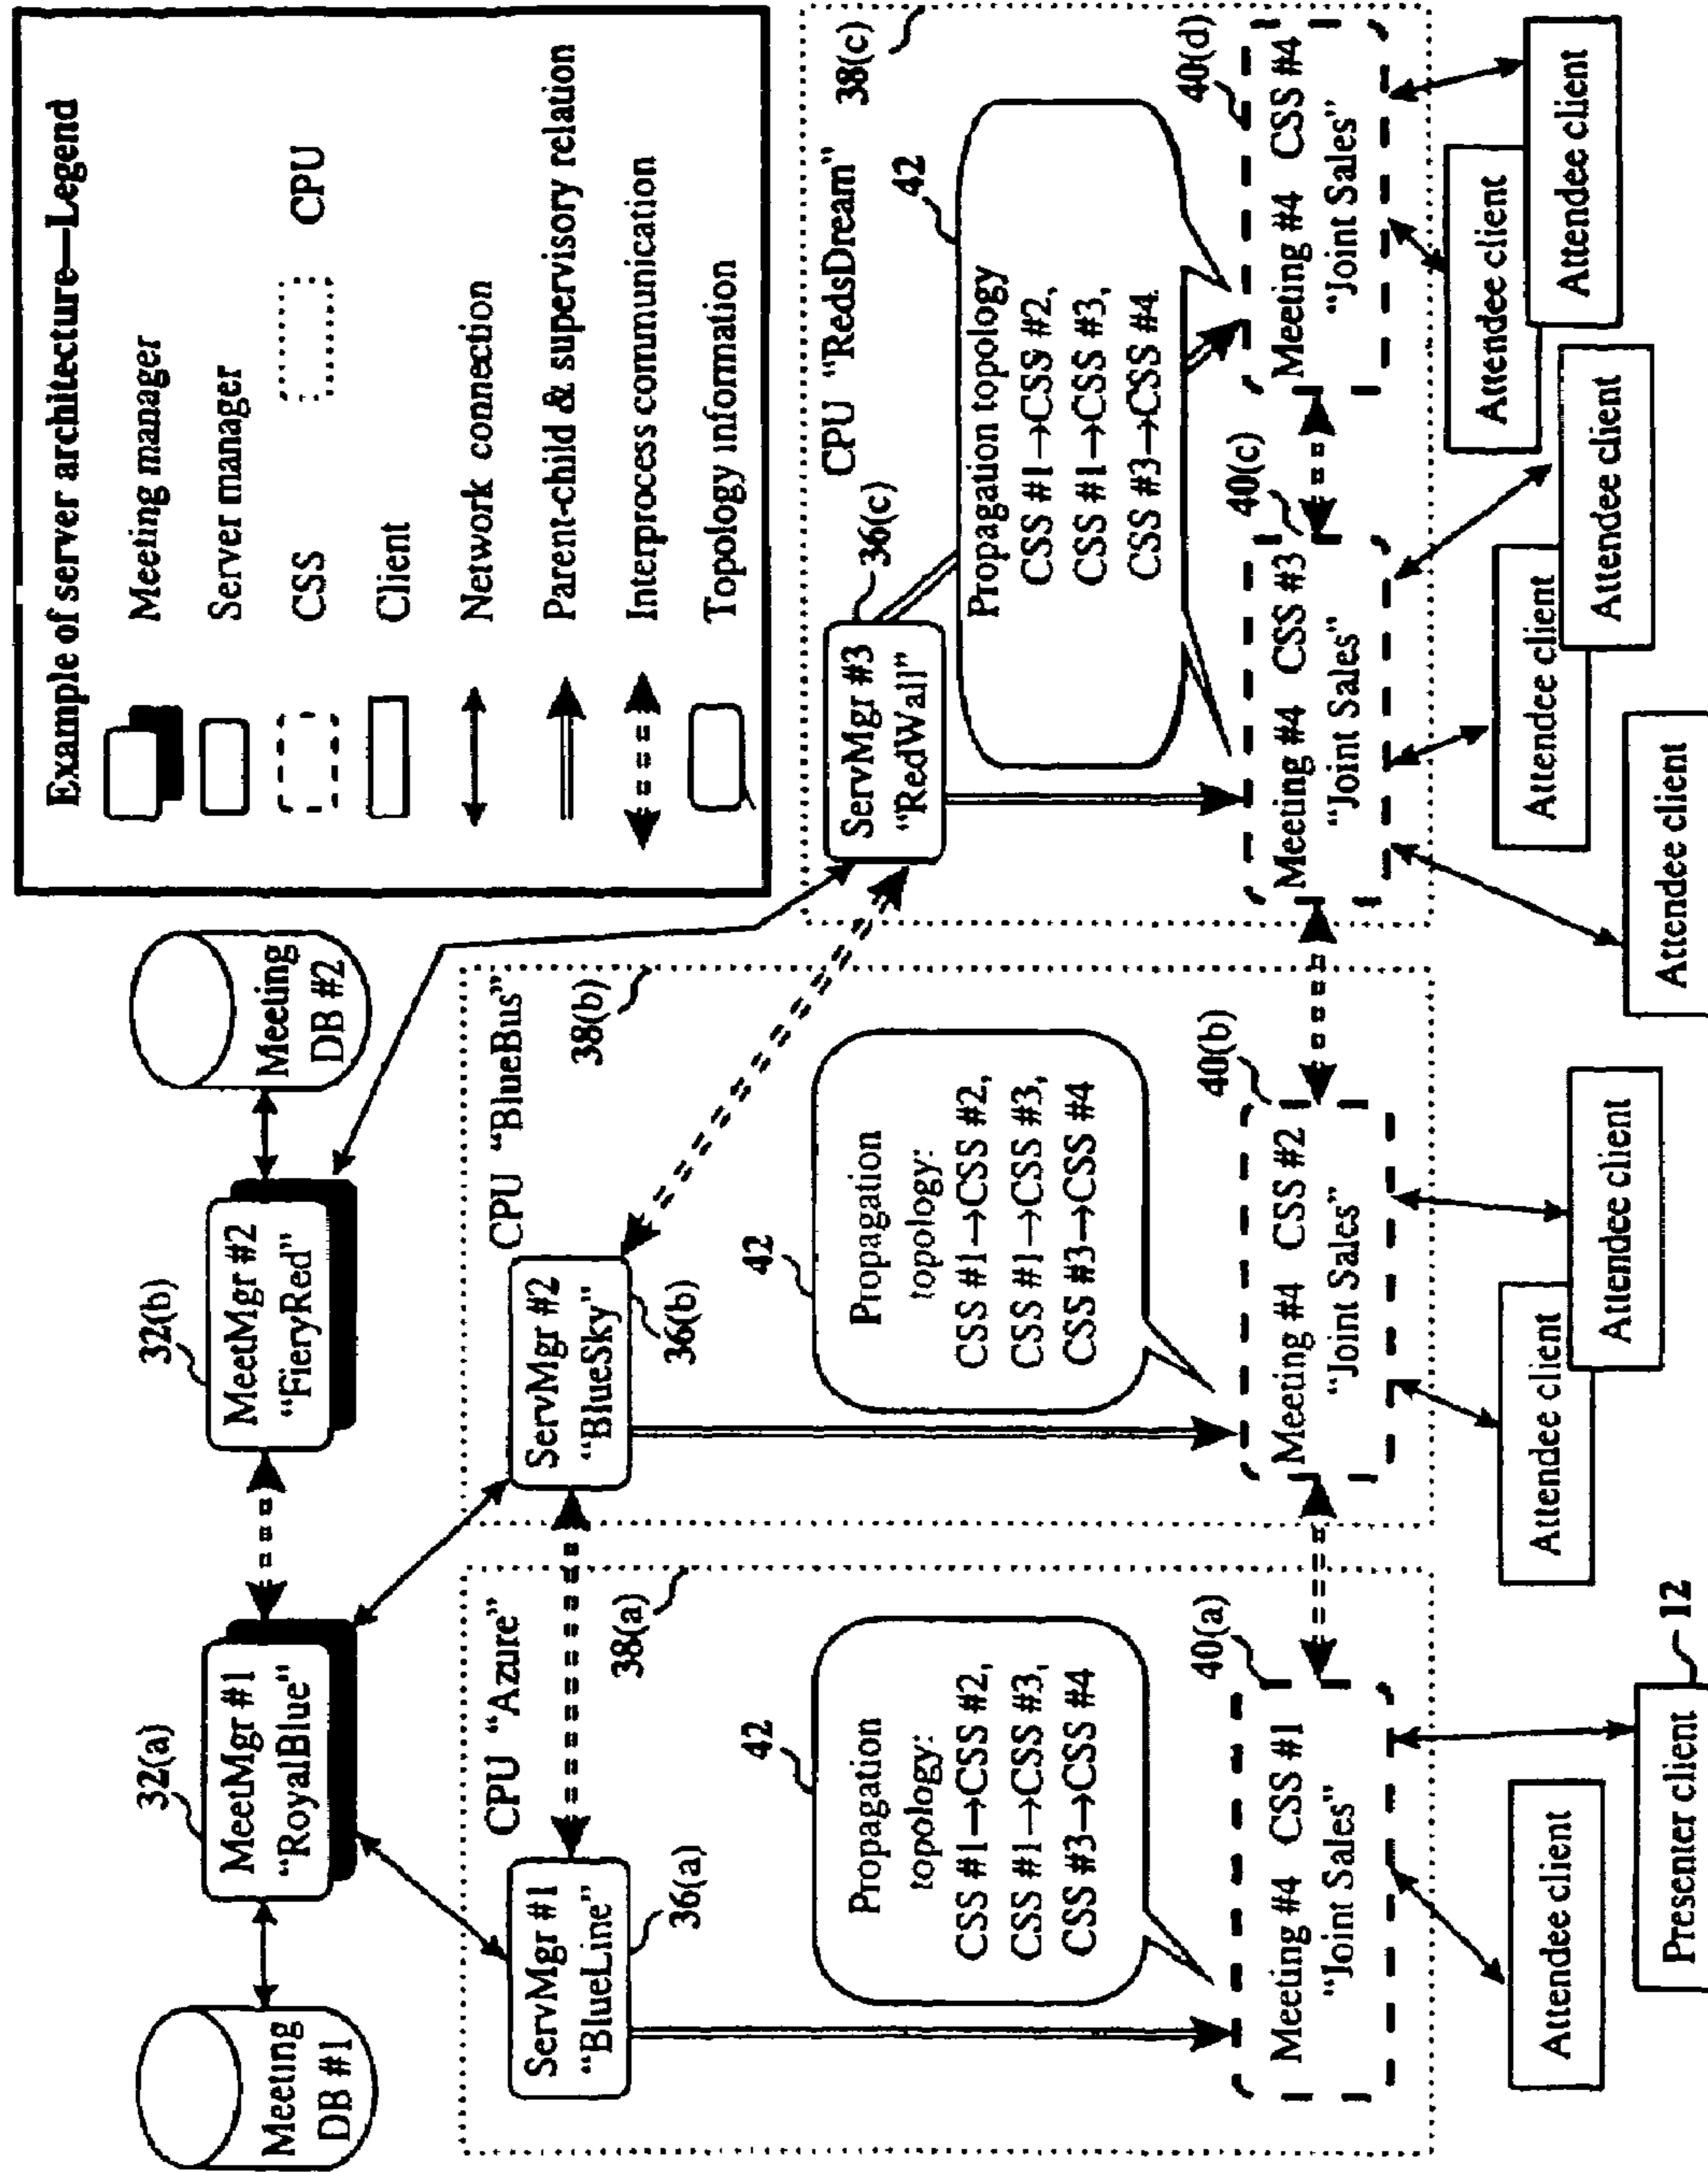 Example of server architecture—Legend
Meeting manager
Server manager
CSS
CPU
Client
Network connection
Parent-child & supervisory relation
Interprocess communication
Topology information
Meeting
DB #1
32(a)
MeetMgr #1
"RoyalBlue"
32(b)
MeetMgr #2
"FieryRed"
Meeting
DB #2
CPU "Azure"
38(a)
ServMgr #1
"BlueLine"
36(a)
42
Propagation
topology:
CSS #1→CSS #2,
CSS #1→CSS #3,
CSS #3→CSS #4
40(a)
Meeting #4 CSS #1
"Joint Sales"
Attendee client
Presenter client
12
CPU "BlueBus"
38(b)
ServMgr #2
"BlueSky"
36(b)
42
Propagation
topology:
CSS #1→CSS #2,
CSS #1→CSS #3,
CSS #3→CSS #4
40(b)
Meeting #4 CSS #2
"Joint Sales"
Attendee client
Attendee client
CPU "RedsDream"
38(c)
ServMgr #3
"RedWall"
36(c)
42
Propagation topology
CSS #1→CSS #2,
CSS #1→CSS #3,
CSS #3→CSS #4
40(c)
Meeting #4 CSS #3
"Joint Sales"
40(d)
Meeting #4 CSS #4
"Joint Sales"
Attendee client
Attendee client
Attendee client
Attendee client
Attendee client